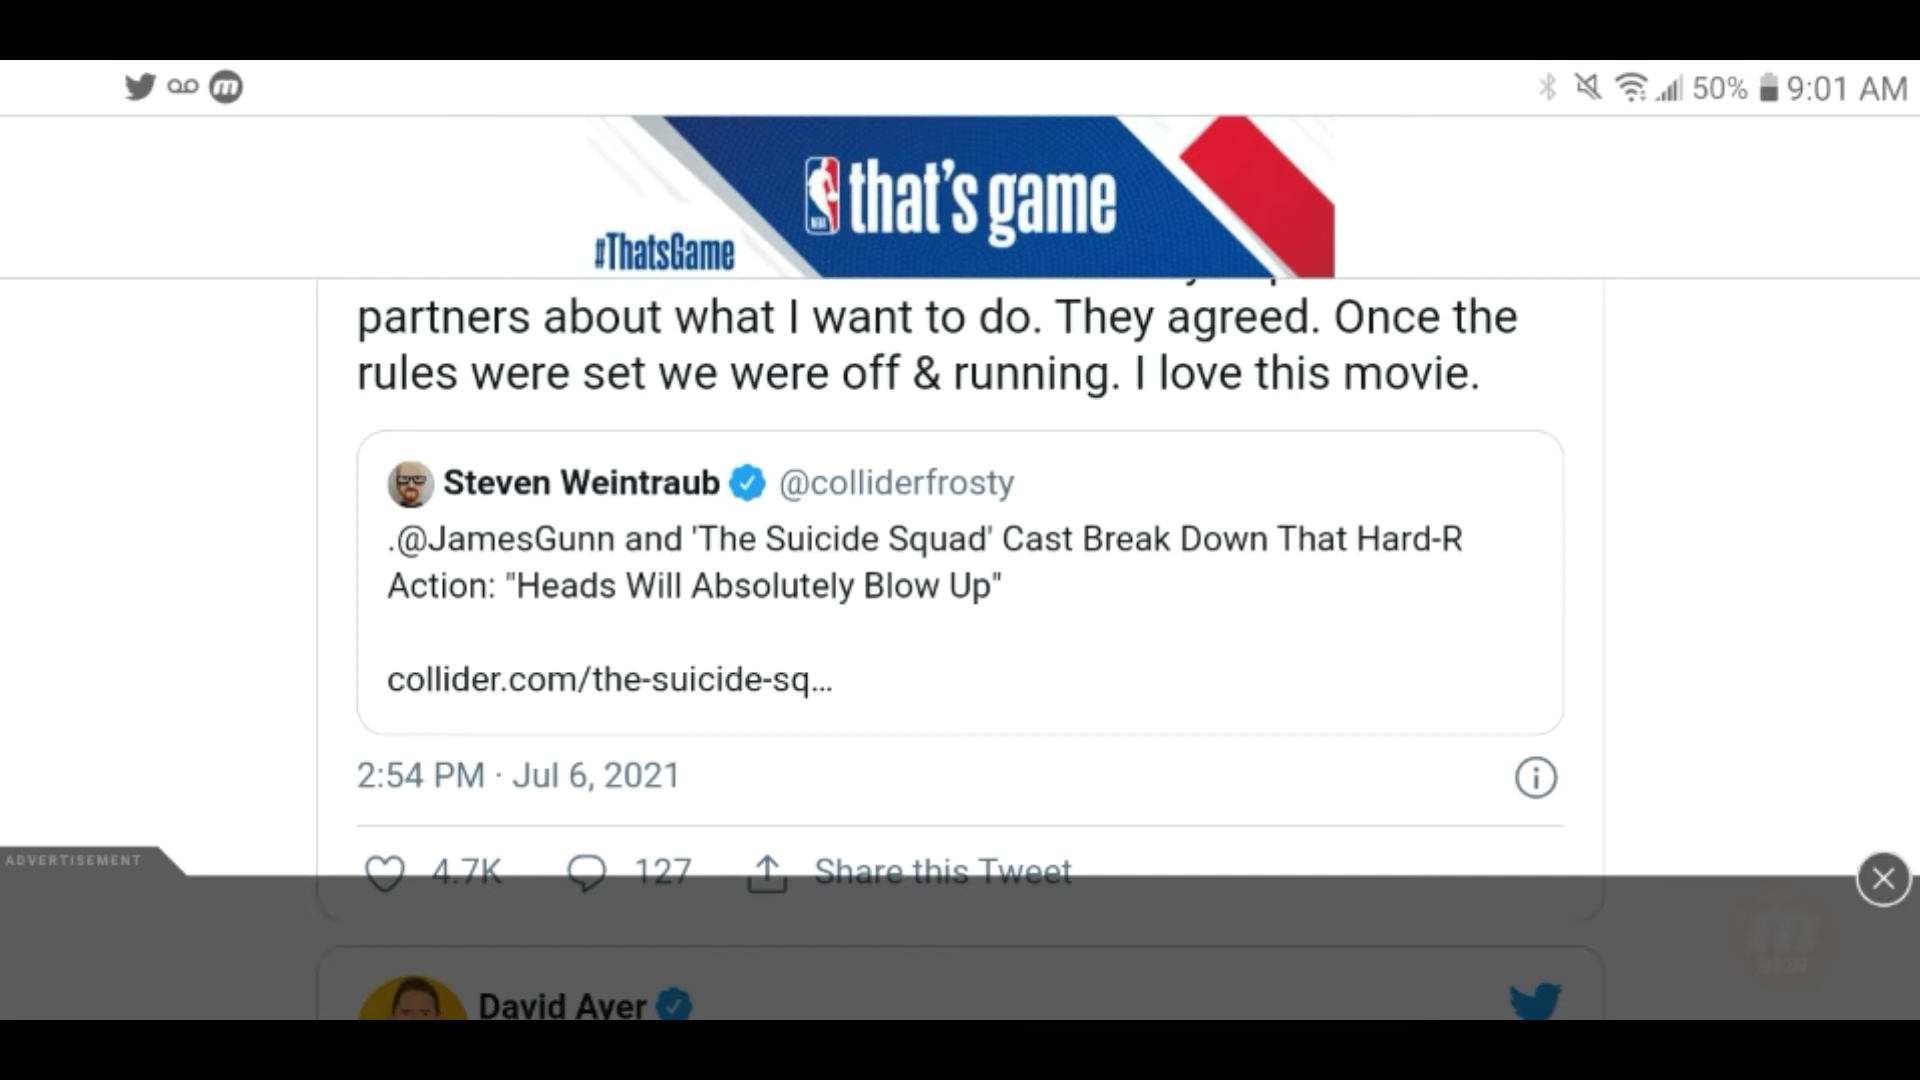 50% 9:01 AM
NBA that's game
#ThatsGame
partners about what I want to do. They agreed. Once the
rules were set we were off & running. I love this movie.
Steven Weintraub @colliderfrosty
.@JamesGunn and 'The Suicide Squad' Cast Break Down That Hard-R
Action: "Heads Will Absolutely Blow Up"
collider.com/the-suicide-sq...
2:54 PM · Jul 6, 2021
4.7K 127 Share this Tweet
ADVERTISEMENT
David Ayer